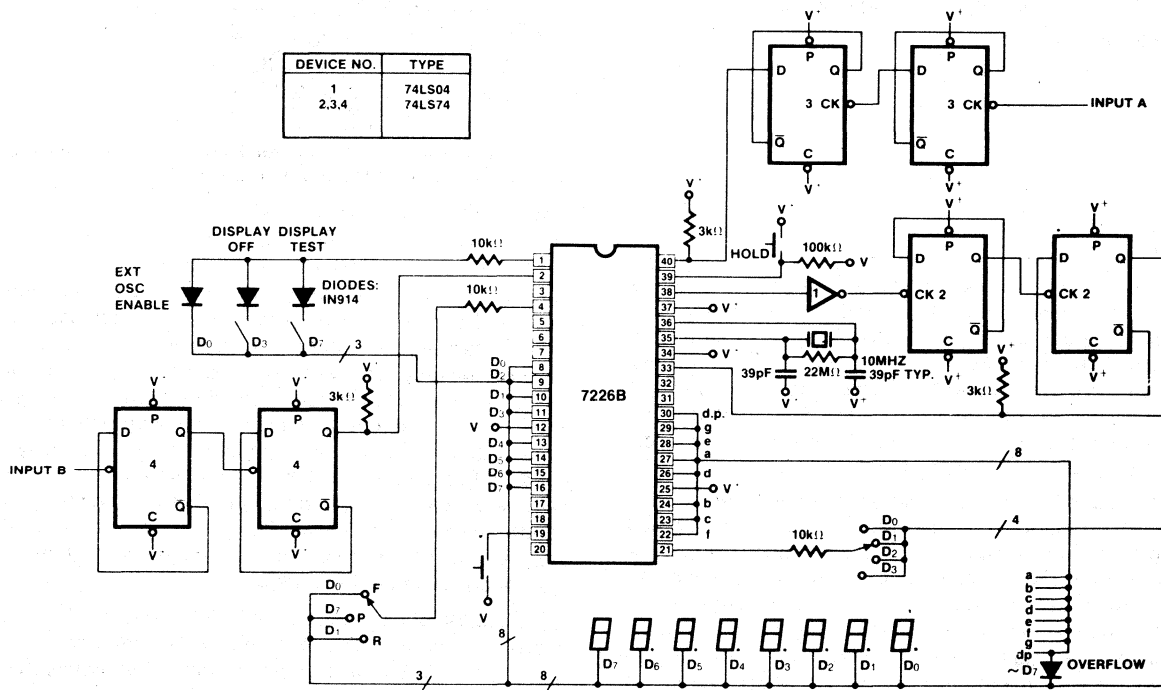 DEVICE NO. TYPE
1 74LS04
2,3,4 74LS74
V+ V+
P P
D Q D Q
3 CK 3 CK INPUT A
Q̅ Q̅
C C
V+ V+
V+
3kΩ
V+
HOLD
100kΩ
V
V+ V+
P P
Q
CK 2 CK 2
Q̅ Q̅
C C
V+
1
DISPLAY OFF
DISPLAY TEST
EXT OSC ENABLE
DIODES: IN914
D0 D3 D7
3
10kΩ
10kΩ
7226B
1 40
2 39
3 38
4 37
5 36
6 35
7 34
8 33
9 32
10 31
11 30
12 29
13 28
14 27
15 26
16 25
17 24
18 23
19 22
20 21
D0
D2
D1
D3
V
D4
D5
D6
D7
V+
V+
10MHZ
39pF 22MΩ 39pF TYP.
V+ V+
V+
3kΩ
d.p.
g
e
a
d
V+
b
c
f
8
V+
3kΩ
V+ V+
P P
D Q D Q
INPUT B 4 4
Q̅ Q̅
C C
V+ V+
10kΩ
D0
D1
D2
D3
4
V
D0 F
D7 P
D1 R
8
3 8
D7 D6 D5 D4 D3 D2 D1 D0
a
b
c
d
e
f
g
dp
~D7 OVERFLOW